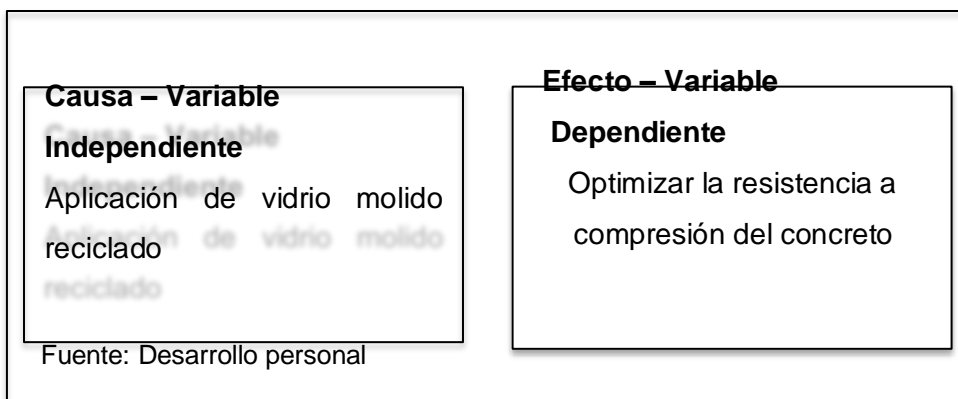 Causa – Variable
Independiente
Aplicación de vidrio molido
reciclado
Efecto – Variable
Dependiente
Optimizar la resistencia a
compresión del concreto
Fuente: Desarrollo personal